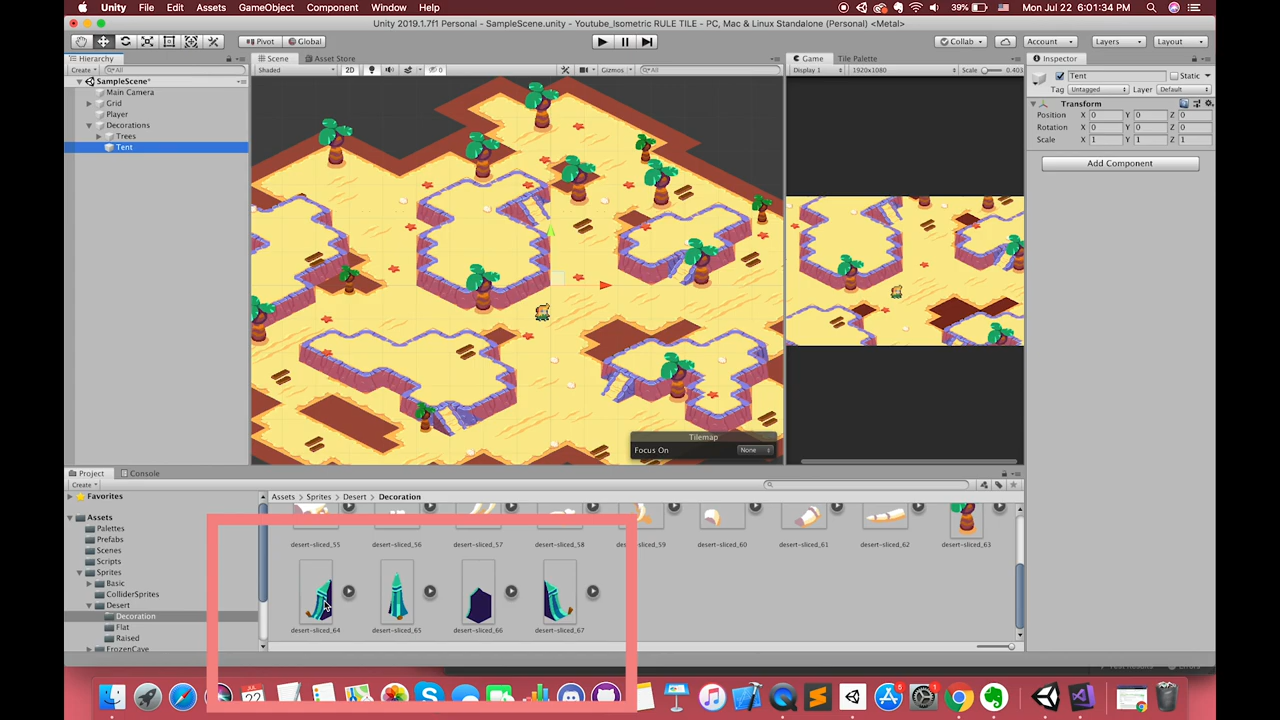 Unity File Edit Assets GameObject Component Window Help 39% Mon Jul 22 6:01:34 PM
Unity 2019.1.7f1 Personal - SampleScene.unity - Youtube_Isometric RULE TILE - PC, Mac & Linux Standalone (Personal) <Metal>
Pivot Global Collab Account Layers Layout
Hierarchy Scene Asset Store Game Tile Palette Inspector
Create All Shaded 2D 0 Gizmos All Display 1 1920x1080 Scale 0.403
SampleScene* Tent Static
Main Camera Tag Untagged Layer Default
Grid Transform
Player Position X 0 Y 0 Z 0
Decorations Rotation X 0 Y 0 Z 0
Trees Scale X 1 Y 1 Z 1
Tent
Add Component
Tilemap
Focus On None
Project Console
Create
Favorites Assets Sprites Desert Decoration
Assets
Palettes
Prefabs
Scenes
Scripts
Sprites
Basic
ColliderSprites
Desert
Decoration
Flat
Raised
FrozenCave
desert-sliced_55 desert-sliced_56 desert-sliced_57 desert-sliced_58 desert-sliced_59 desert-sliced_60 desert-sliced_61 desert-sliced_62 desert-sliced_63
desert-sliced_64 desert-sliced_65 desert-sliced_66 desert-sliced_67
JUL
22